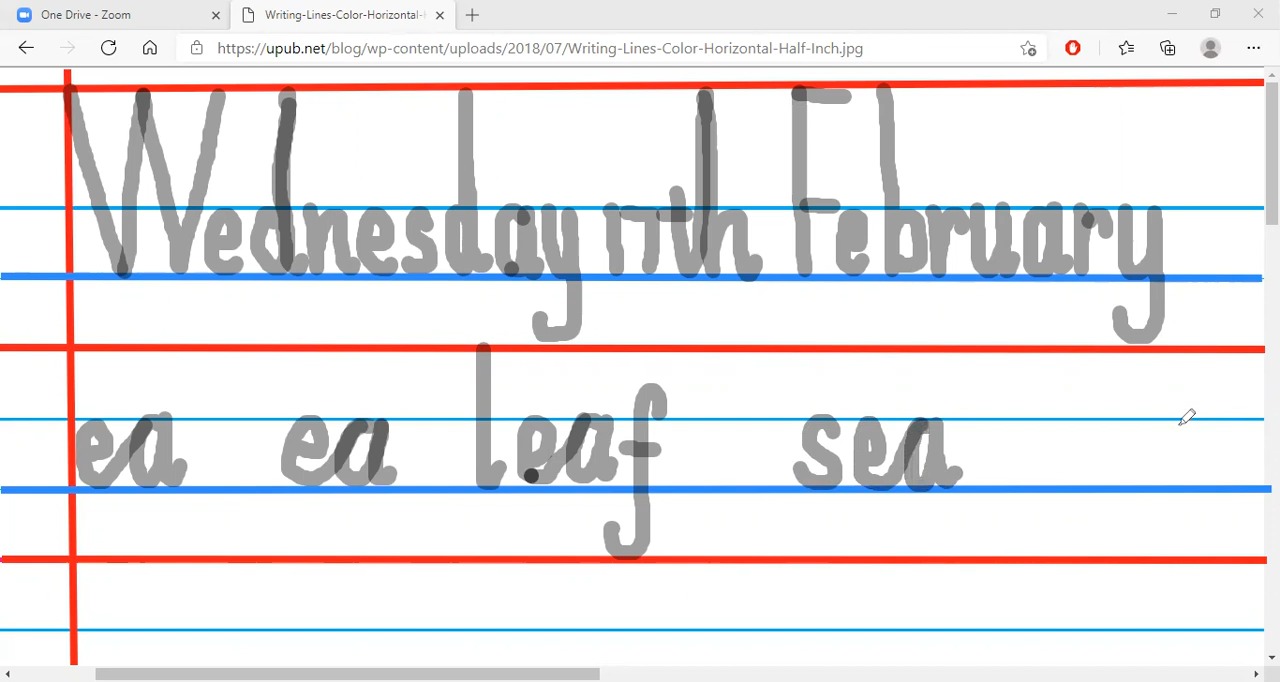 One Drive - Zoom
Writing-Lines-Color-Horizontal-
https://upub.net/blog/wp-content/uploads/2018/07/Writing-Lines-Color-Horizontal-Half-Inch.jpg
Wednesday 17th February
ea ea leaf sea